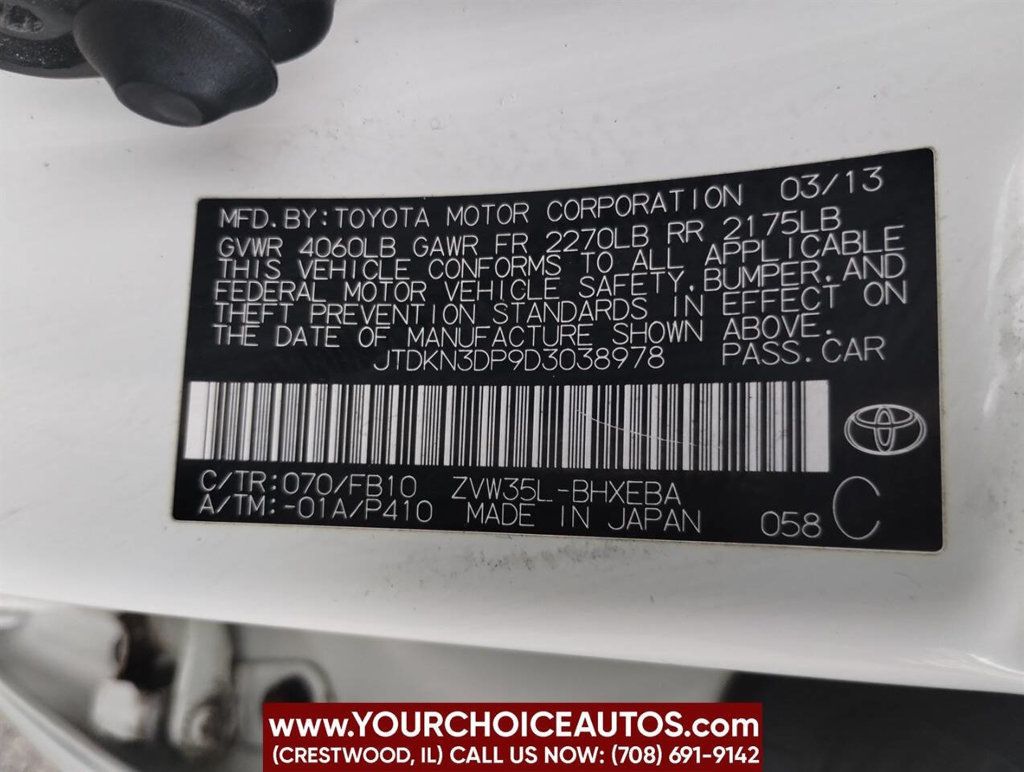 MFD. BY: TOYOTA MOTOR CORPORATION 03/13
GVWR 4060LB GAWR FR 2270LB RR 2175LB
THIS VEHICLE CONFORMS TO ALL APPLICABLE
FEDERAL MOTOR VEHICLE SAFETY, BUMPER, AND
THEFT PREVENTION STANDARDS IN EFFECT ON
THE DATE OF MANUFACTURE SHOWN ABOVE.
JTDKN3DP9D3038978 PASS. CAR
C/TR: 070/FB10 ZVW35L-BHXEBA
A/TM: -01A/P410 MADE IN JAPAN 058 C
www.YOURCHOICEAUTOS.com
(CRESTWOOD, IL) CALL US NOW: (708) 691-9142